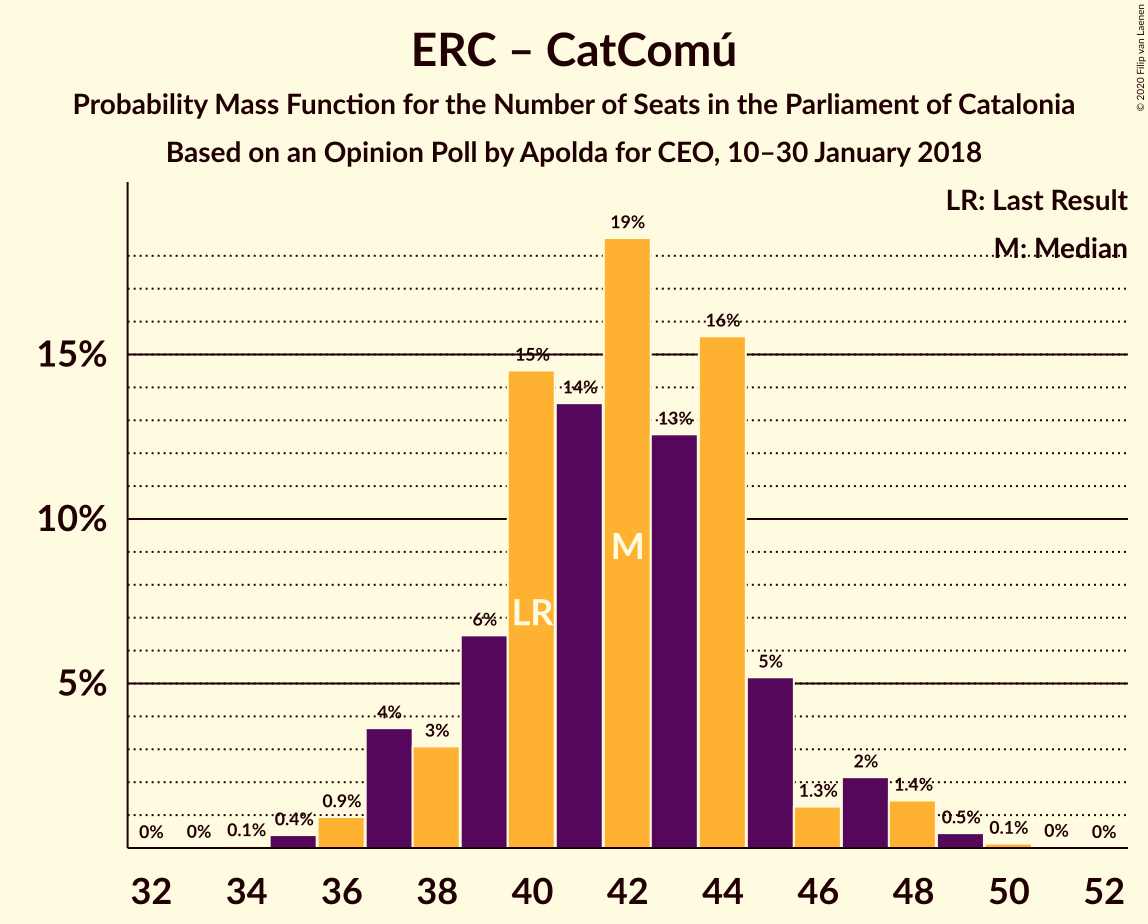 ERC – CatComú
Probability Mass Function for the Number of Seats in the Parliament of Catalonia
Based on an Opinion Poll by Apolda for CEO, 10–30 January 2018
© 2020 Filip van Laenen
LR: Last Result
M: Median
15%
10%
5%
0% 0% 0.1% 0.4% 0.9% 4% 3% 6% 15% 14% 19% 13% 16% 5% 1.3% 2% 1.4% 0.5% 0.1% 0% 0%
LR
M
32 34 36 38 40 42 44 46 48 50 52